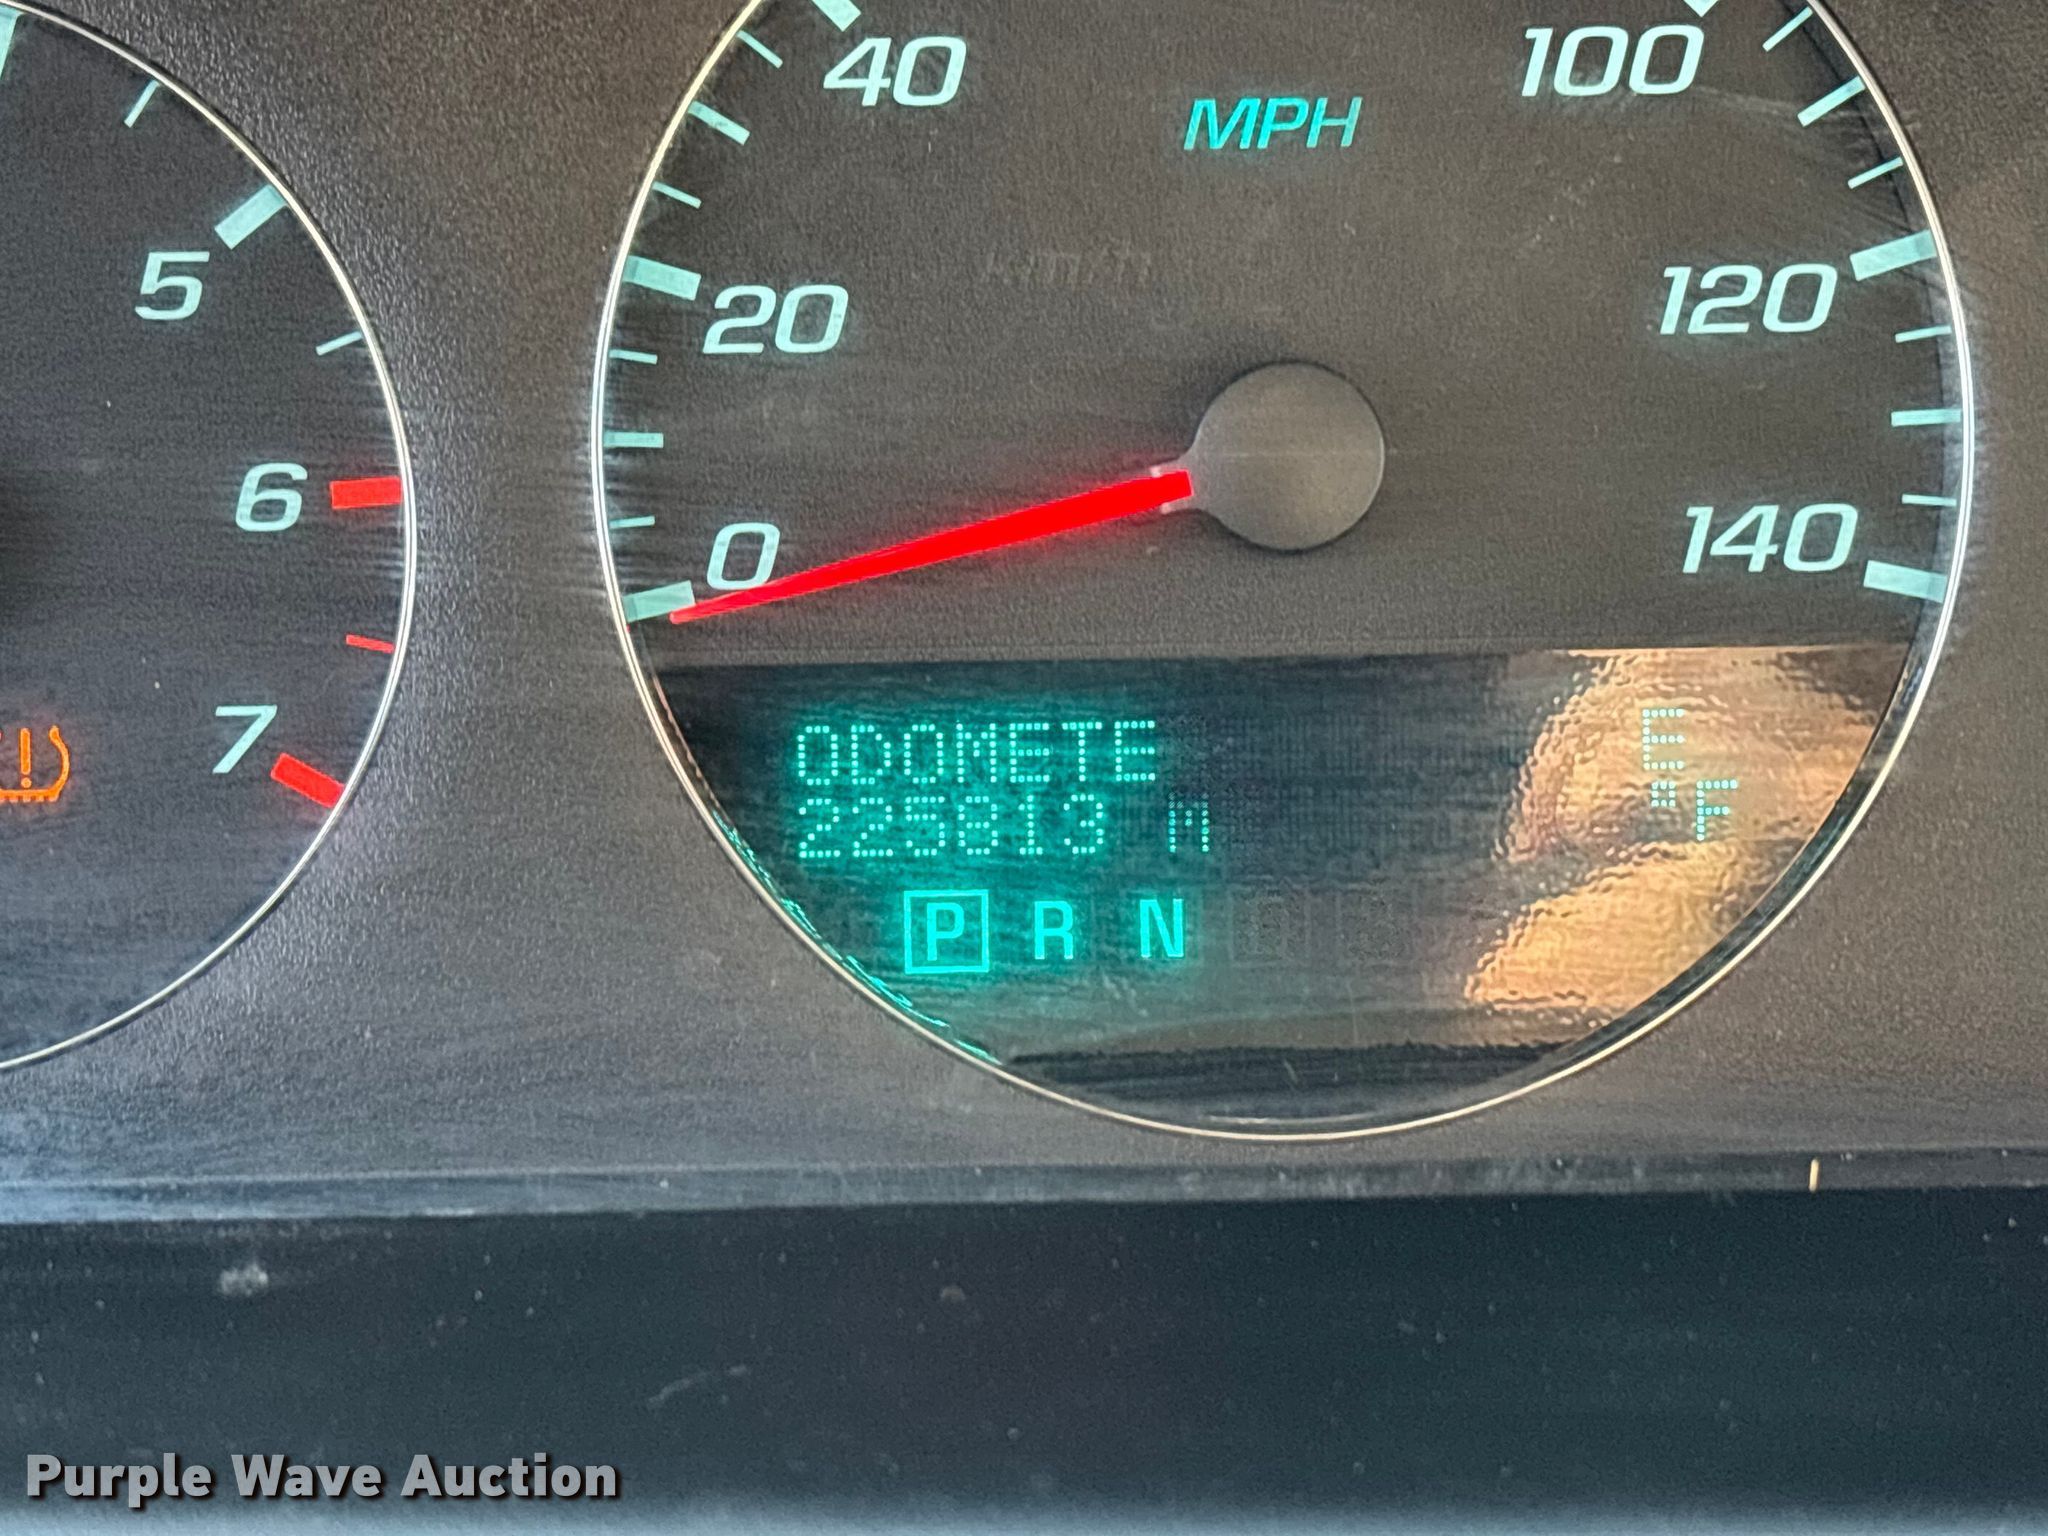 40
100
MPH
5
20
120
6
0
140
7
ODOMETE
E
225813 M
°F
P R N
Purple Wave Auction